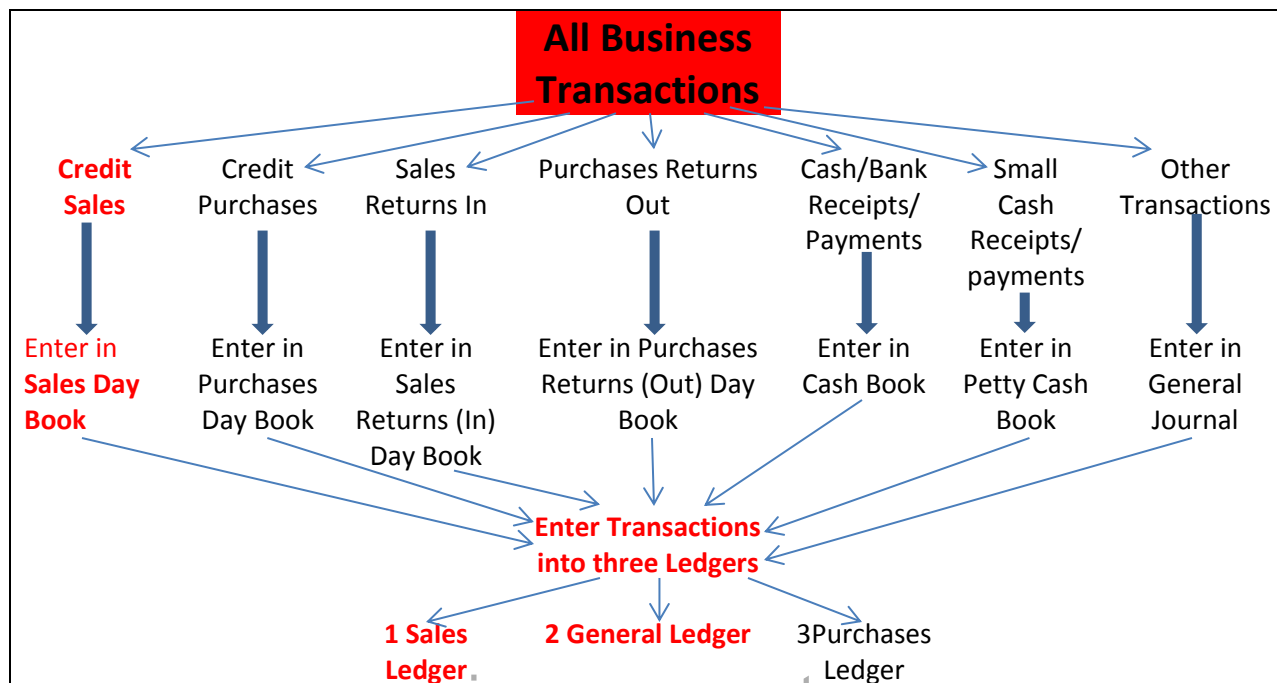 All Business
Transactions
Credit
Sales
Credit
Purchases
Sales
Returns In
Purchases Returns
Out
Cash/Bank
Receipts/
Payments
Small
Cash
Receipts/
payments
Other
Transactions
Enter in
Sales Day
Book
Enter in
Purchases
Day Book
Enter in
Sales
Returns (In)
Day Book
Enter in Purchases
Returns (Out) Day
Book
Enter in
Cash Book
Enter in
Petty Cash
Book
Enter in
General
Journal
Enter Transactions
into three Ledgers
1 Sales
Ledger
2 General Ledger
3Purchases
Ledger